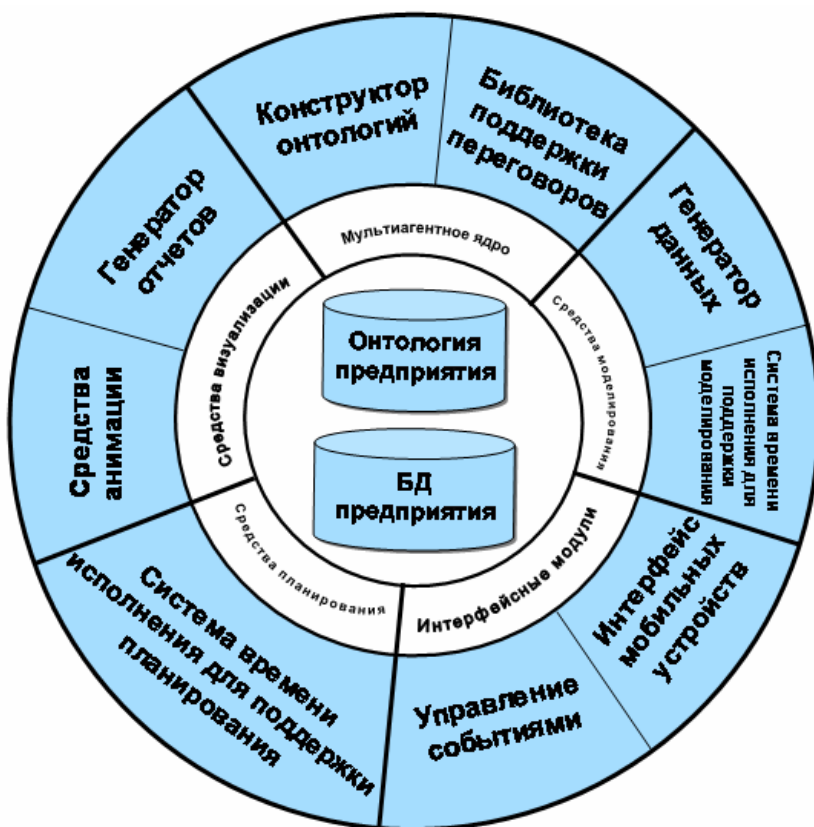 Конструктор
онтологий
Библиотека
поддержки
переговоров
Генератор
данных
Система времени
исполнения для
поддержки
моделирования
Интерфейс
мобильных
устройств
Управление
событиями
Система времени
исполнения для поддержки
планирования
Средства
анимации
Генератор
отчетов
Мультиагентное ядро
Средства моделирования
Интерфейсные модули
Средства планирования
Средства визуализации
Онтология
предприятия
БД
предприятия